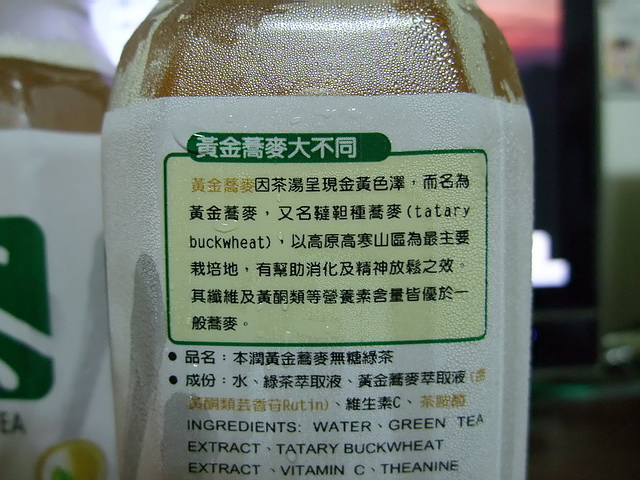 黃金蕎麥大不同
黃金蕎麥因茶湯呈現金黃色澤，而名為
黃金蕎麥，又名韃靼種蕎麥(tatary
buckwheat)，以高原高寒山區為最主要
栽培地，有幫助消化及精神放鬆之效。
其纖維及黃酮類等營養素含量皆優於一
般蕎麥。
● 品名：本潤黃金蕎麥無糖綠茶
● 成份：水、綠茶萃取液、黃金蕎麥萃取液(含
黃酮類芸香苷Rutin)、維生素C、茶胺酸
INGREDIENTS: WATER、GREEN TEA
EXTRACT、TATARY BUCKWHEAT
EXTRACT、VITAMIN C、THEANINE
EA